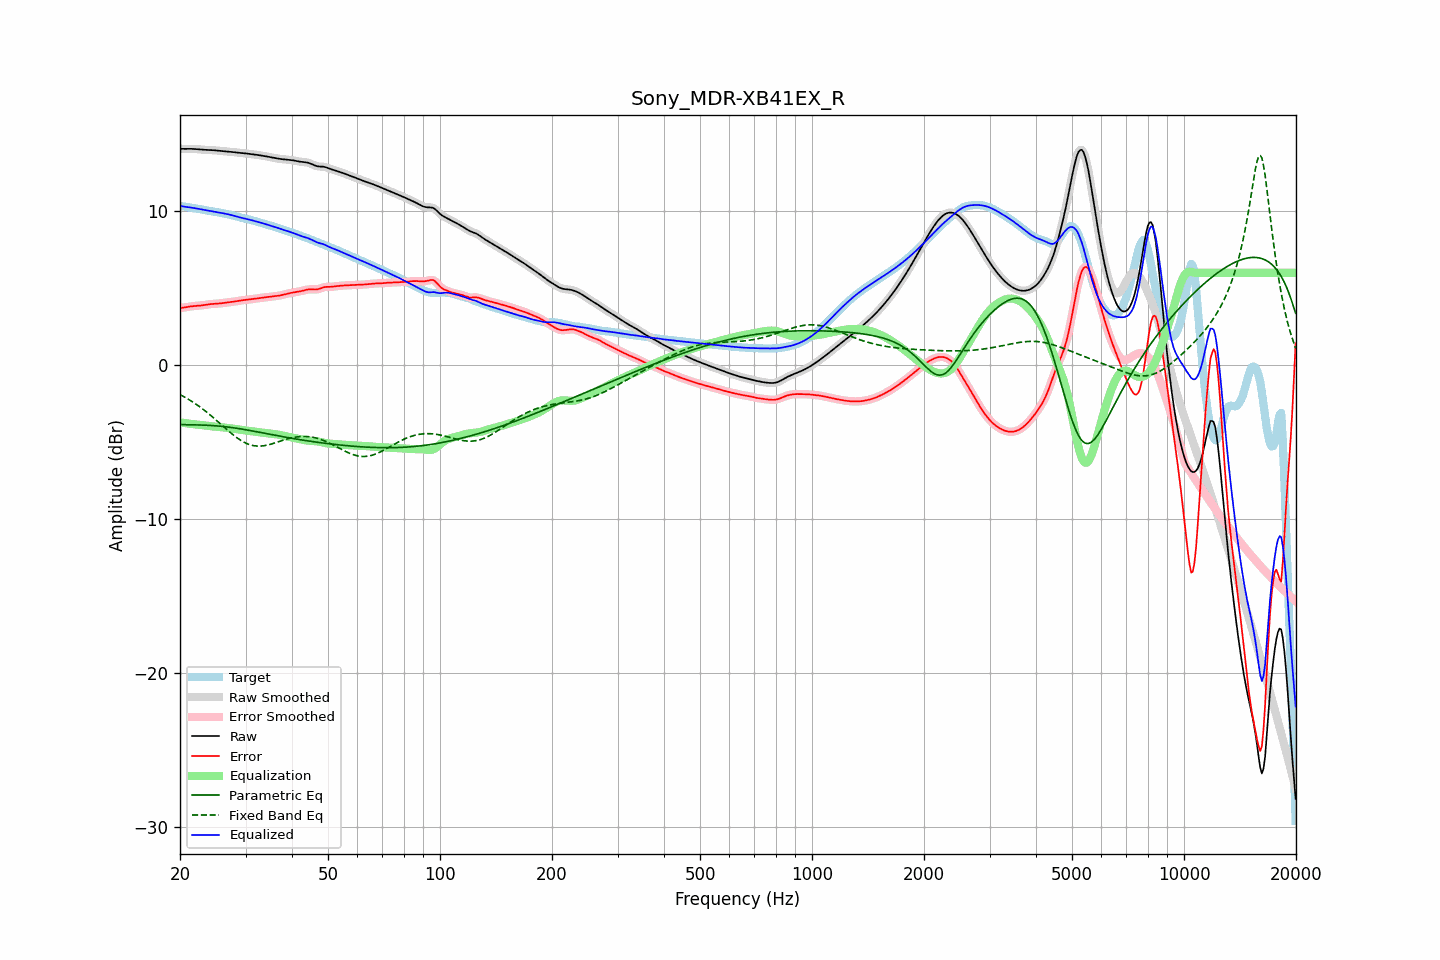 Sony_MDR-XB41EX_R
Amplitude (dBr)
10
0
−10
−20
−30
Target
Raw Smoothed
Error Smoothed
Raw
Error
Equalization
Parametric Eq
Fixed Band Eq
Equalized
20 50 100 200 500 1000 2000 5000 10000 20000
Frequency (Hz)